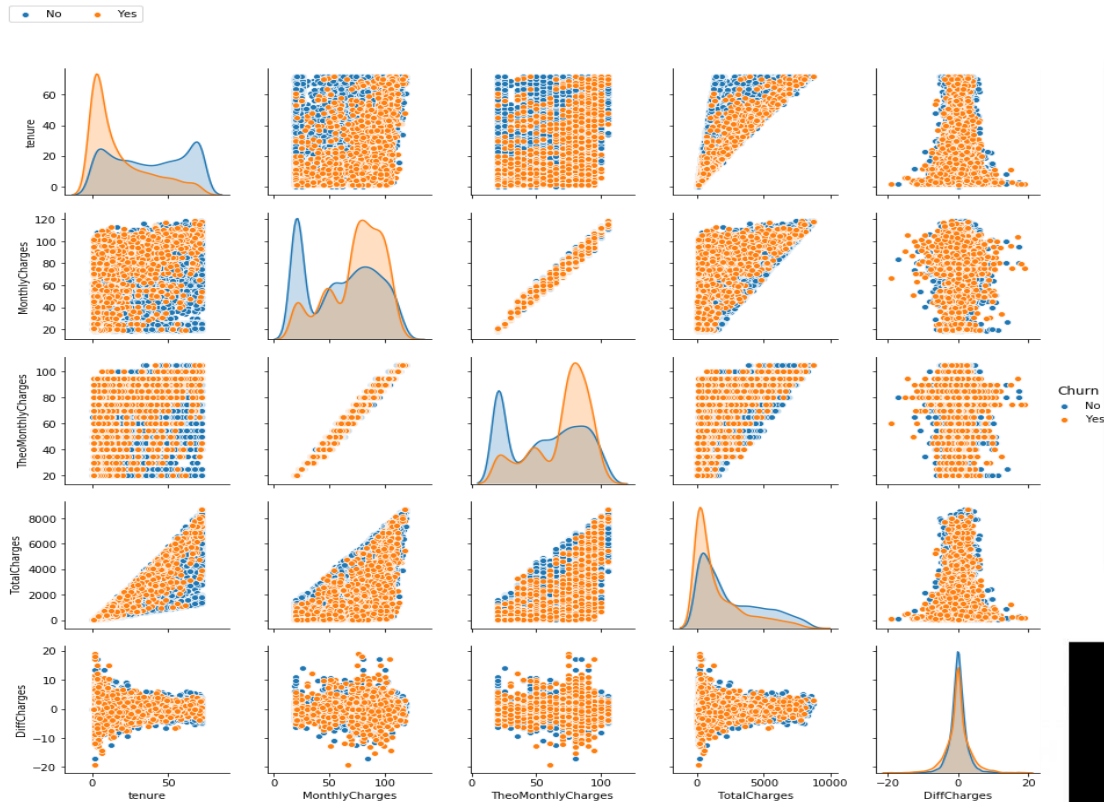 No Yes
60
40
20
0
tenure
120
100
80
60
40
20
MonthlyCharges
100
80
60
40
20
TheoMonthlyCharges
Churn
No
Yes
8000
6000
4000
2000
0
TotalCharges
20
10
0
−10
−20
DiffCharges
0 50
tenure
0 50 100
MonthlyCharges
0 50 100
TheoMonthlyCharges
0 5000 10000
TotalCharges
−20 0 20
DiffCharges